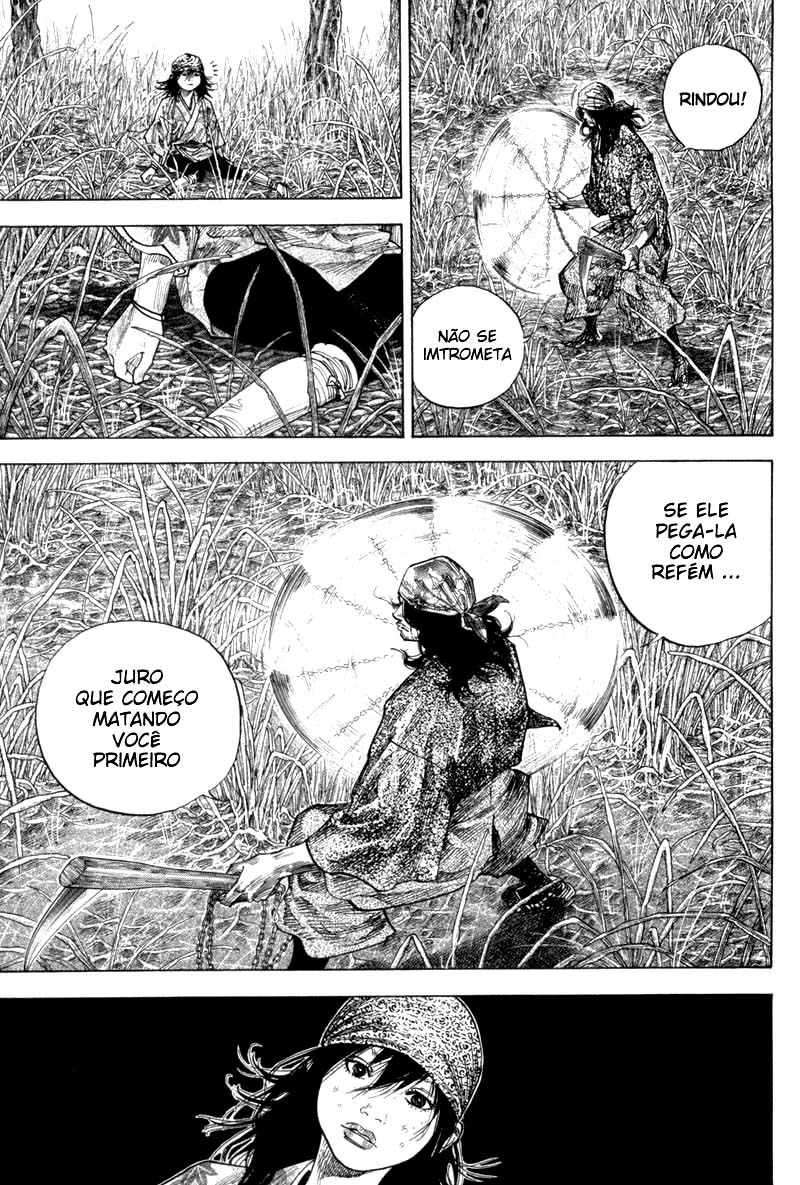 RINDOU!
NÃO SE
IMTROMETA
SE ELE
PEGA-LA
COMO
REFÉM ...
JURO
QUE COMEÇO
MATANDO
VOCÊ
PRIMEIRO